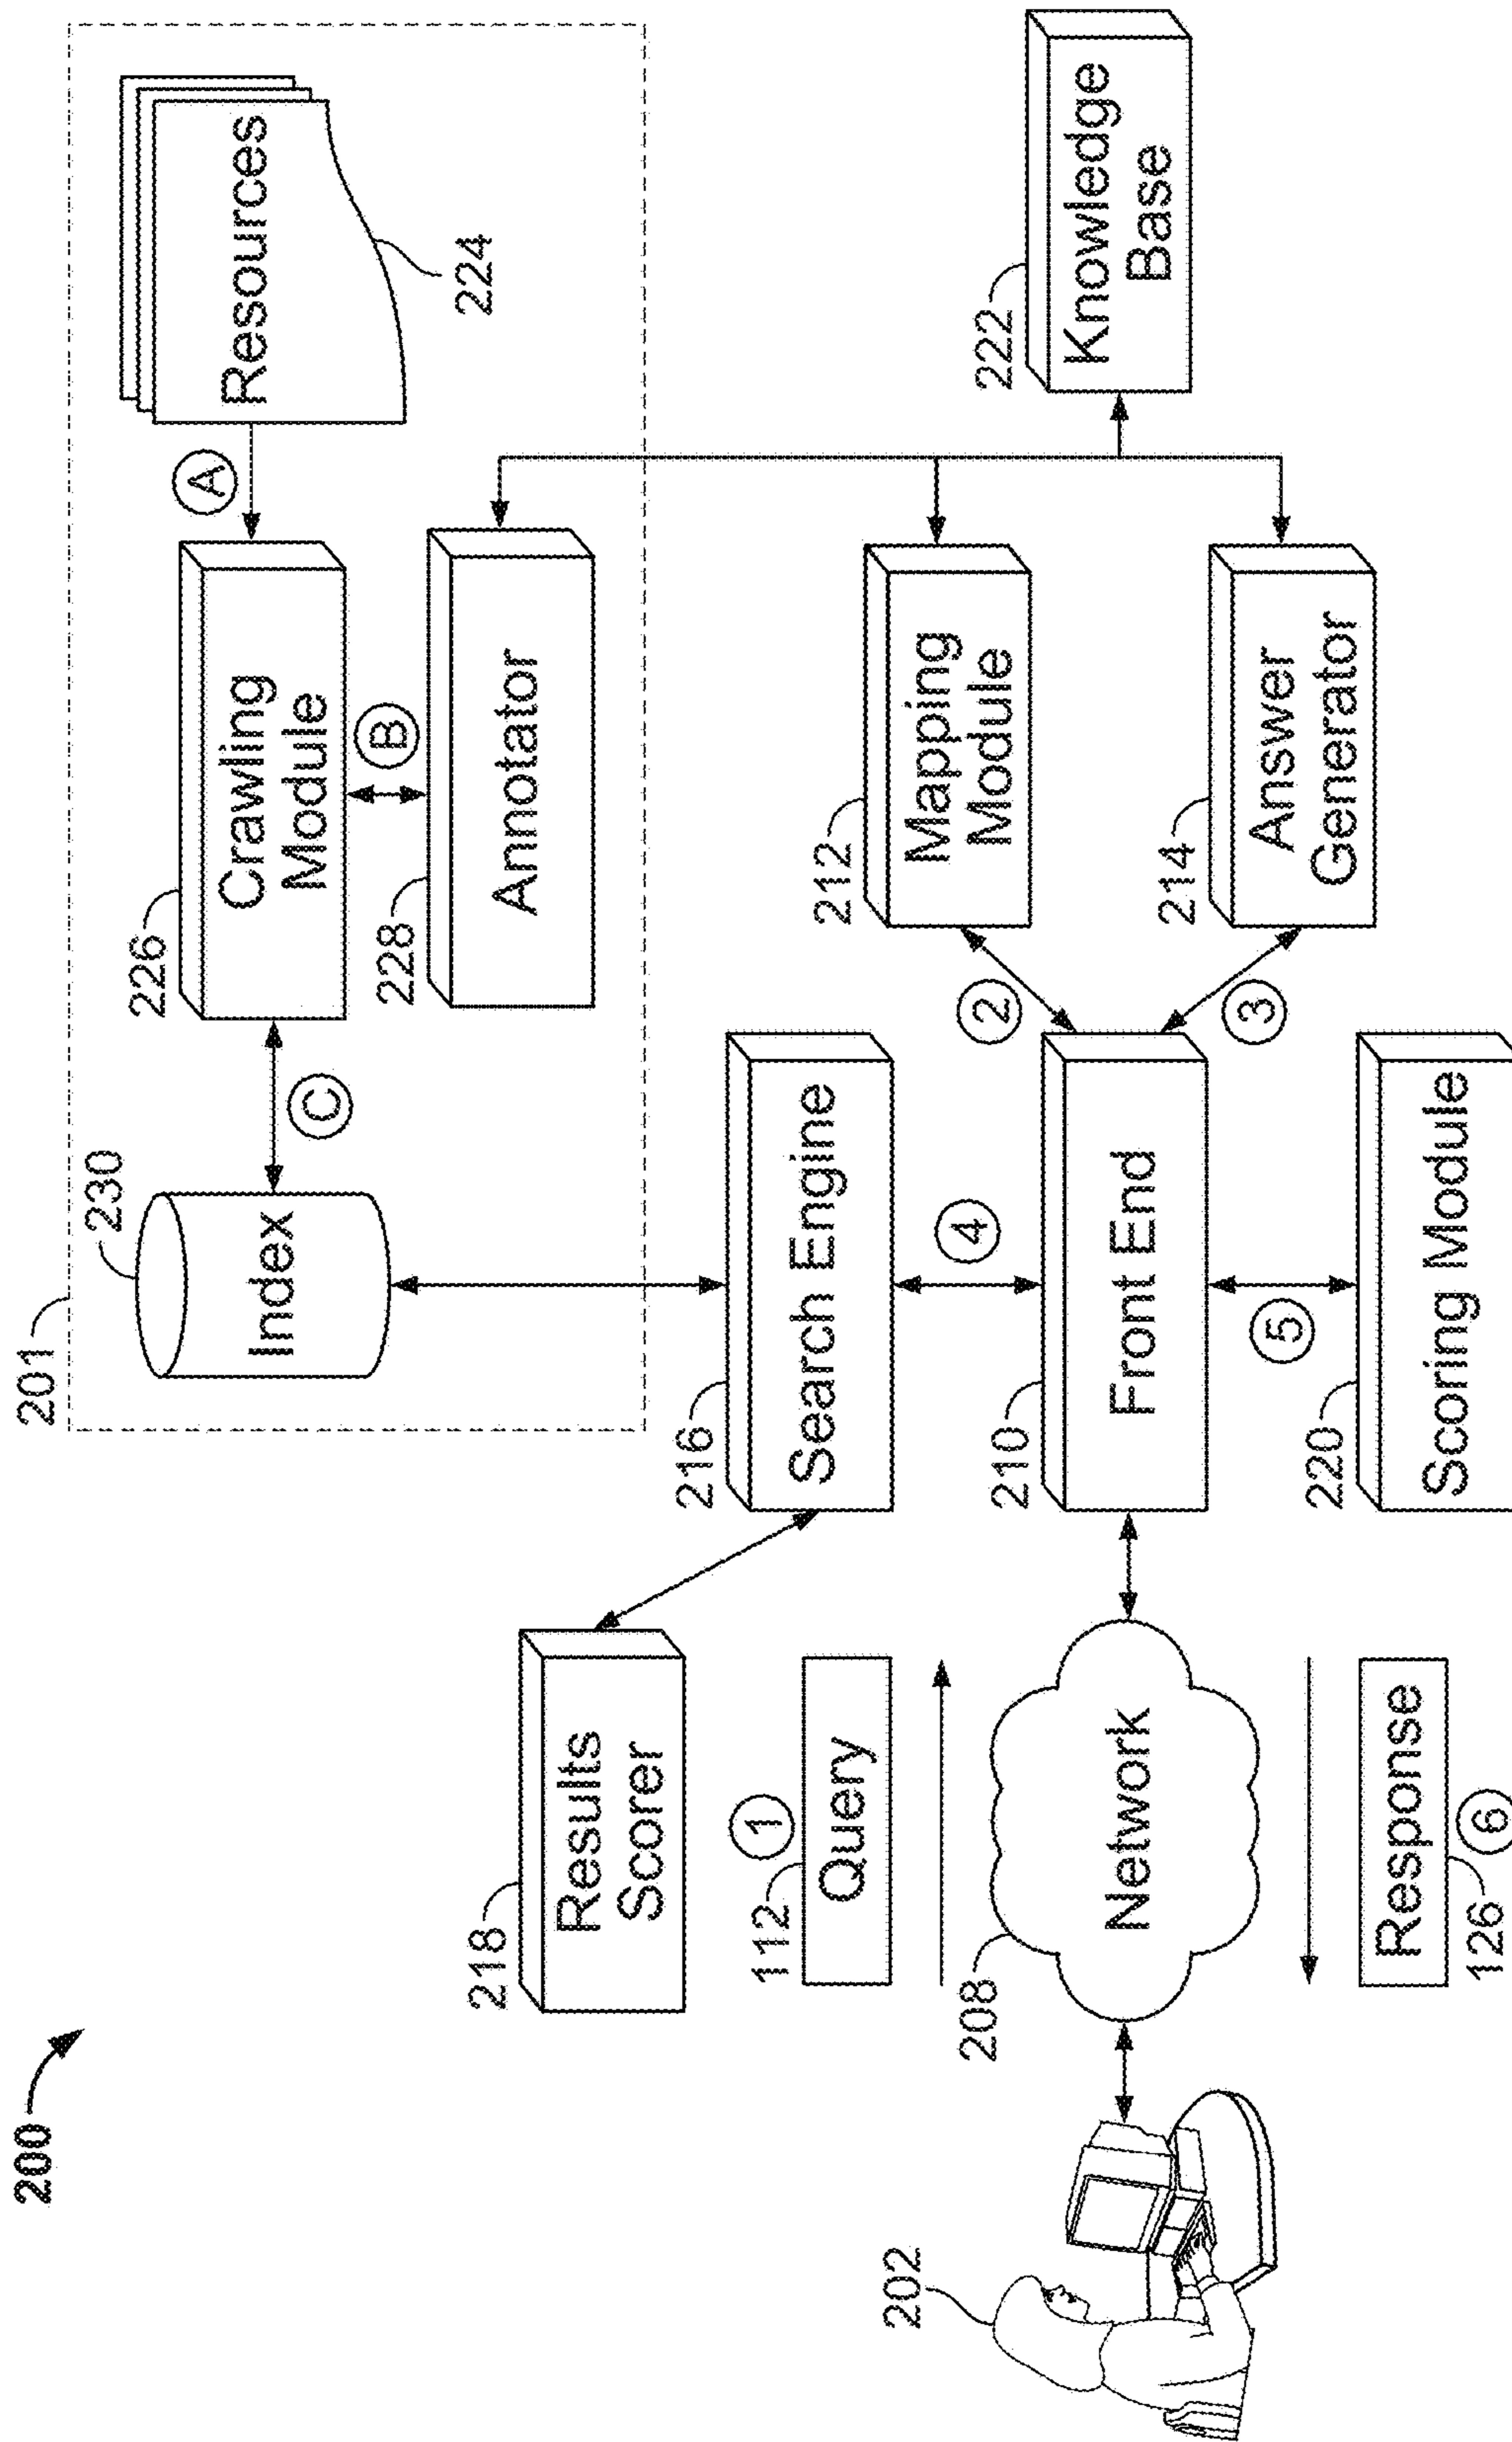 200
201
230
Index
C
226
Crawling
Module
A
Resources
224
B
228
Annotator
218
Results
Scorer
216
Search Engine
112
1
Query
4
2
212
Mapping
Module
222
Knowledge
Base
202
208
Network
210
Front End
3
214
Answer
Generator
5
220
Scoring Module
Response
126
6